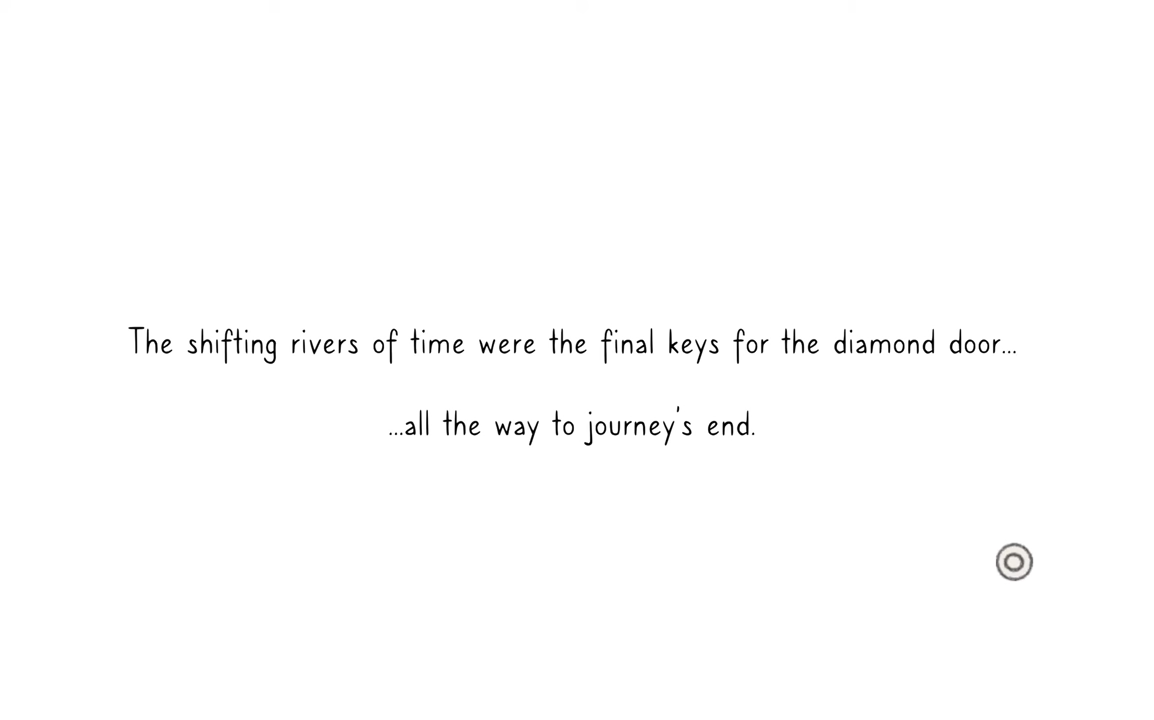 The shifting rivers of time were the final keys for the diamond door...
...all the way to journey's end.